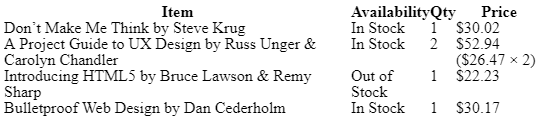 Item Availability Qty Price
Don’t Make Me Think by Steve Krug In Stock 1 $30.02
A Project Guide to UX Design by Russ Unger & In Stock 2 $52.94
Carolyn Chandler ($26.47 × 2)
Introducing HTML5 by Bruce Lawson & Remy Out of 1 $22.23
Sharp Stock
Bulletproof Web Design by Dan Cederholm In Stock 1 $30.17